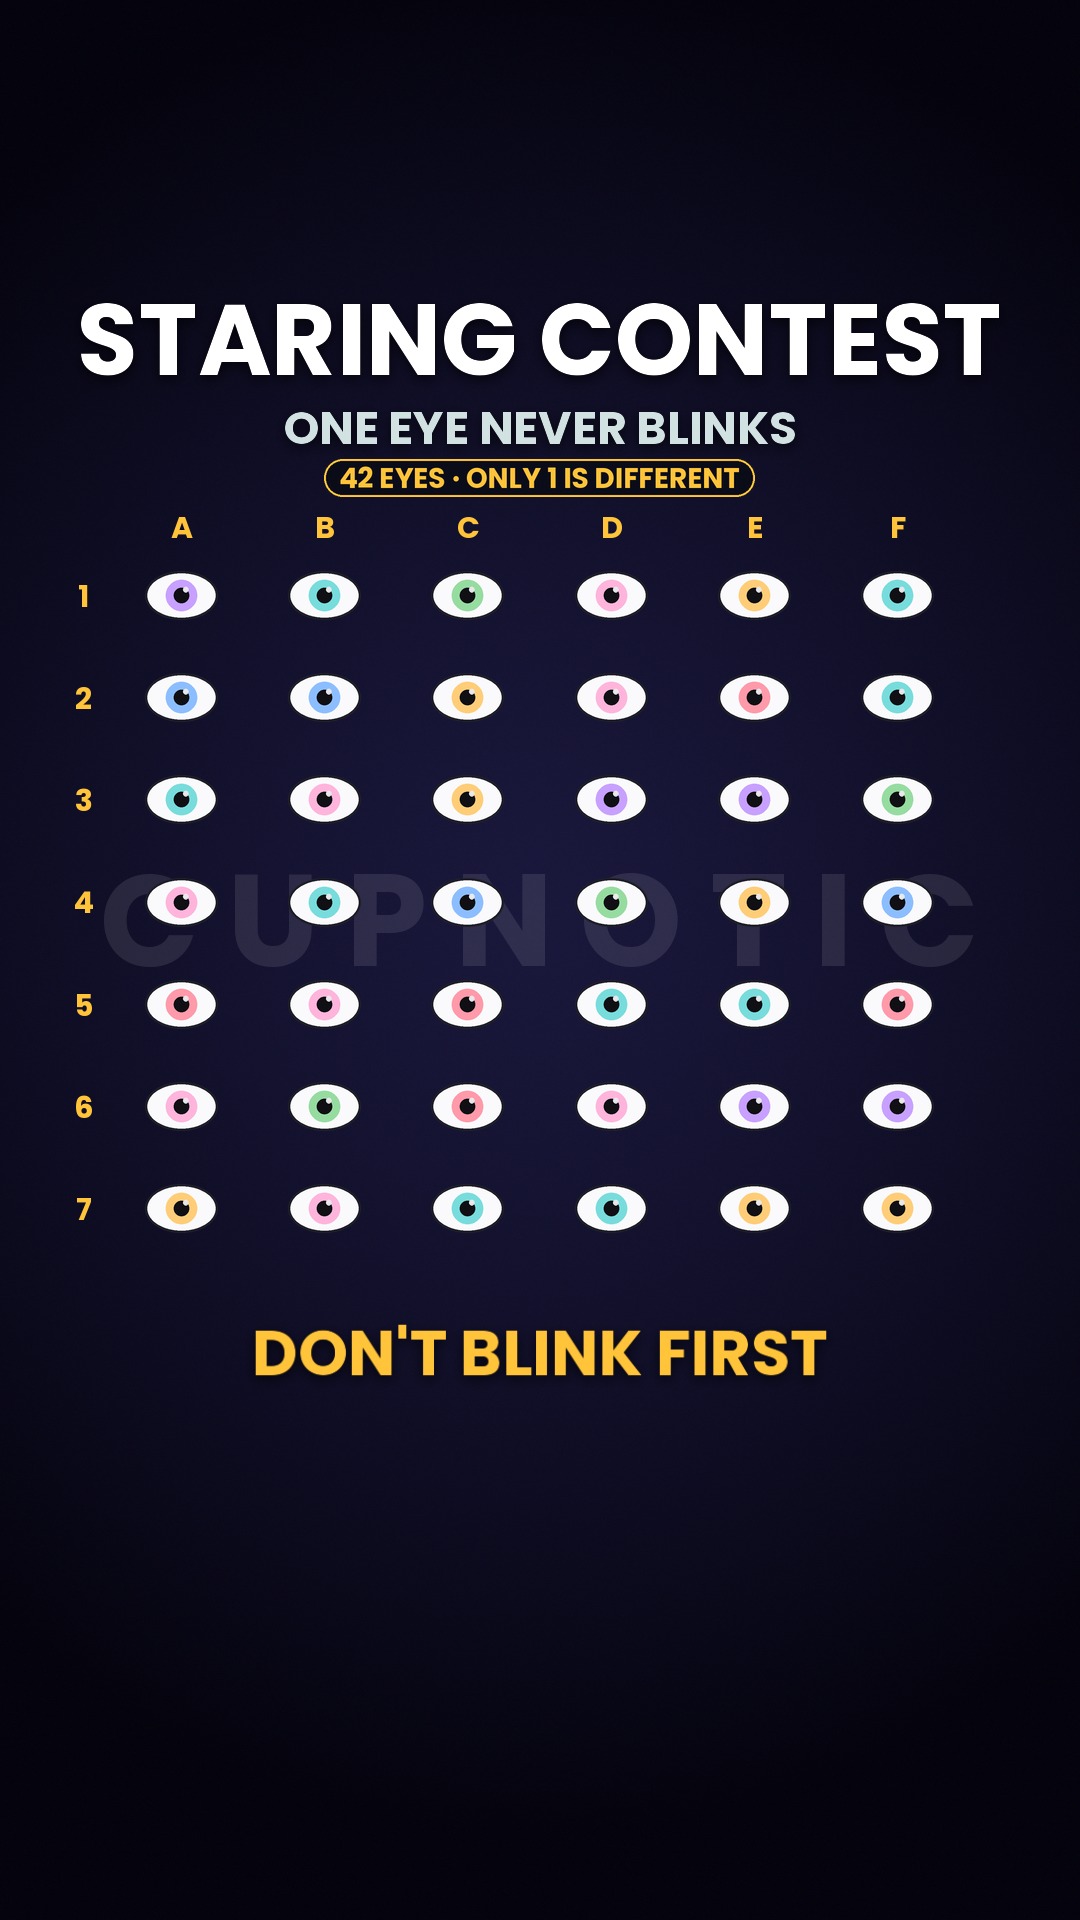 STARING CONTEST
ONE EYE NEVER BLINKS
42 EYES · ONLY 1 IS DIFFERENT
A B C D E F
1
2
3
4
CUPNOTIC
5
6
7
DON'T BLINK FIRST